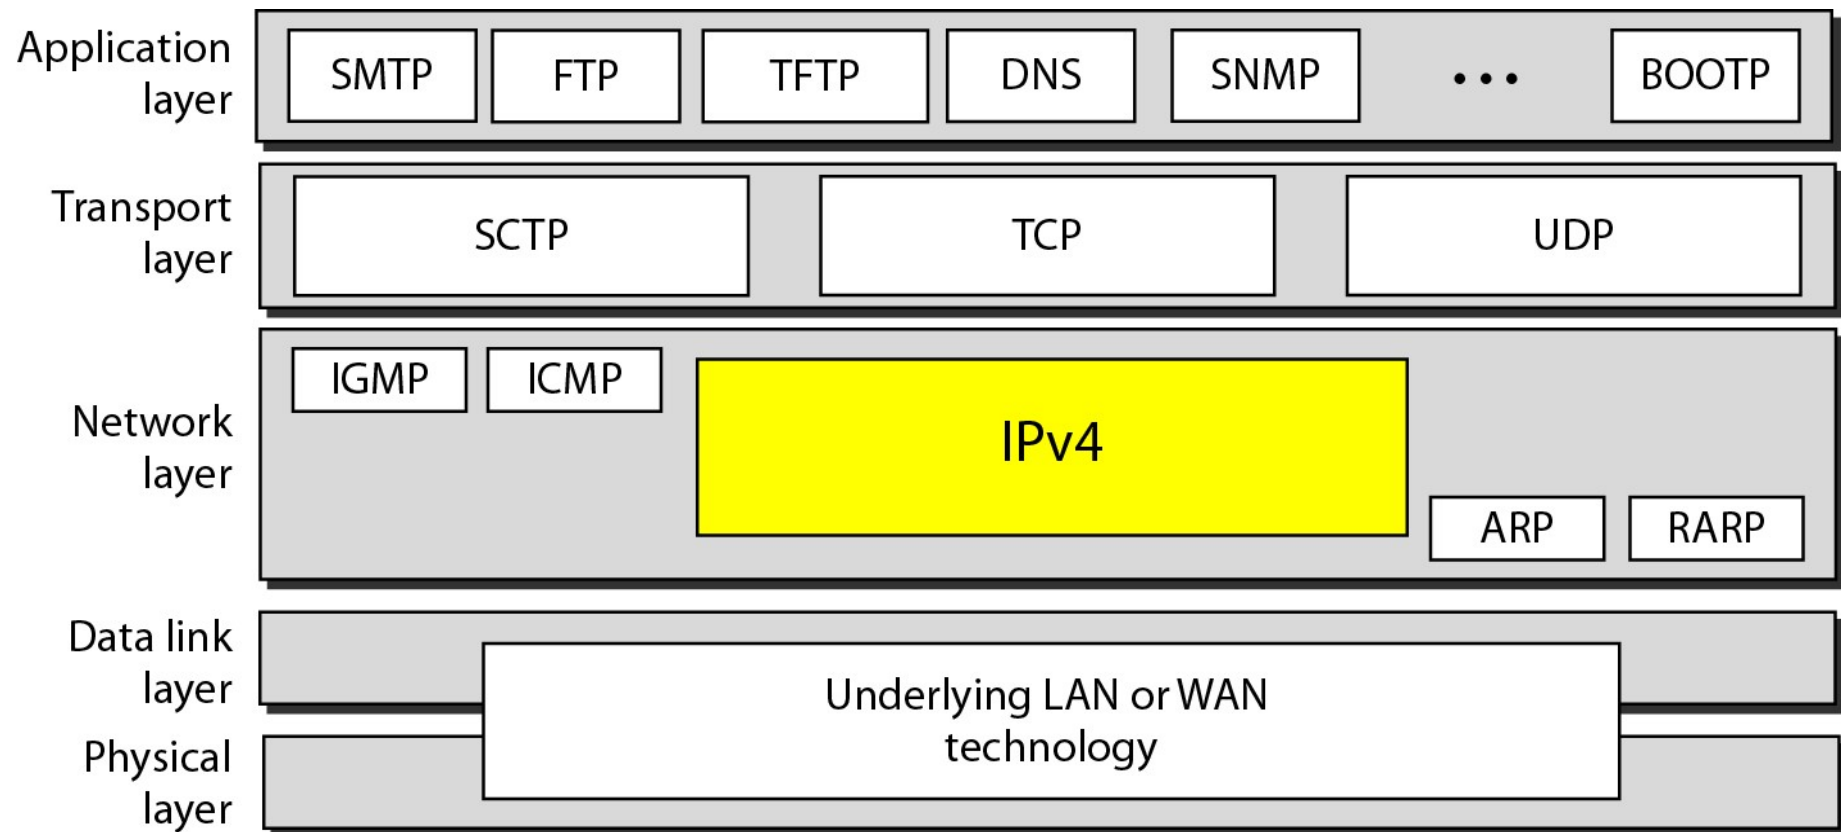 Application
layer
SMTP
FTP
TFTP
DNS
SNMP
...
BOOTP
Transport
layer
SCTP
TCP
UDP
Network
layer
IGMP
ICMP
IPv4
ARP
RARP
Data link
layer
Underlying LAN or WAN
technology
Physical
layer